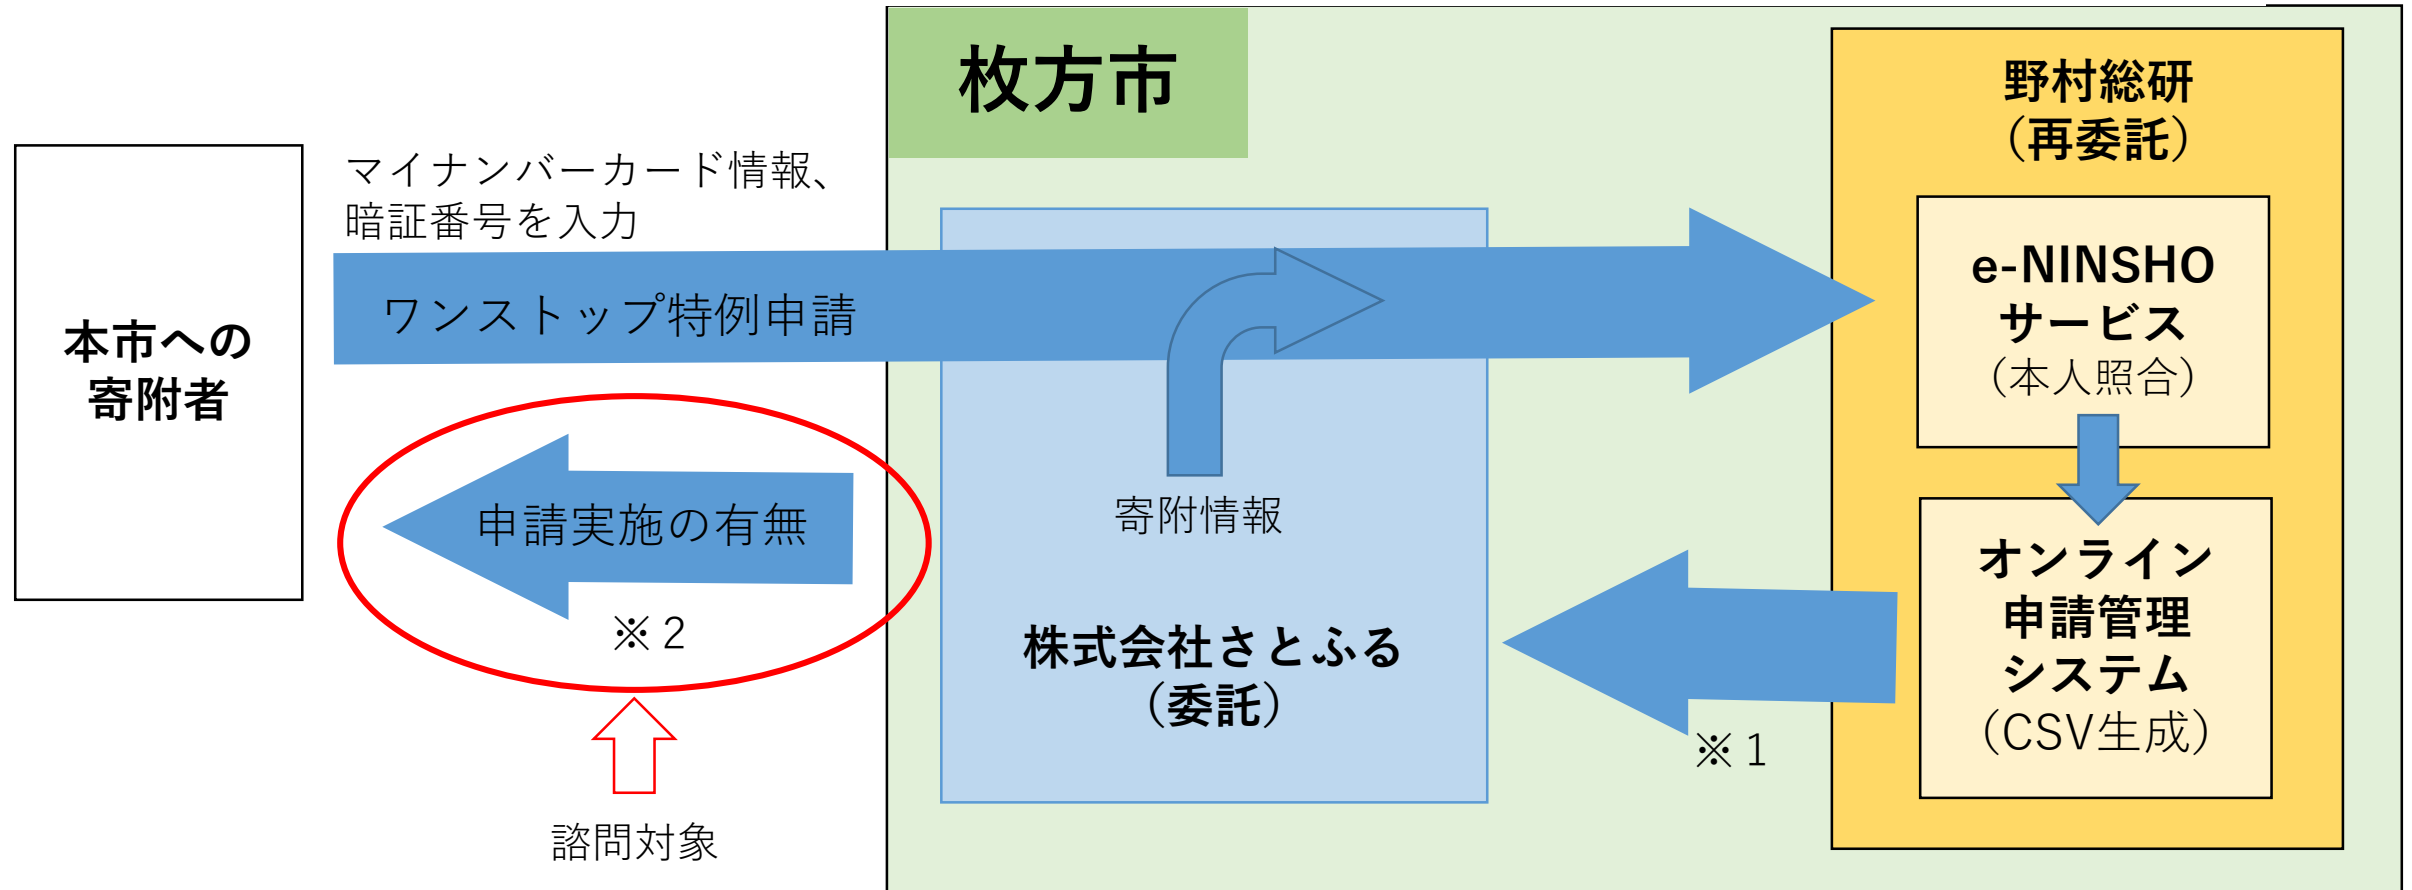 枚方市
野村総研
（再委託）
マイナンバーカード情報、
暗証番号を入力
ワンストップ特例申請
本市への
寄附者
e-NINSHO
サービス
（本人照合）
申請実施の有無
※２
寄附情報
株式会社さとふる
（委託）
オンライン
申請管理
システム
（CSV生成）
※１
諮問対象